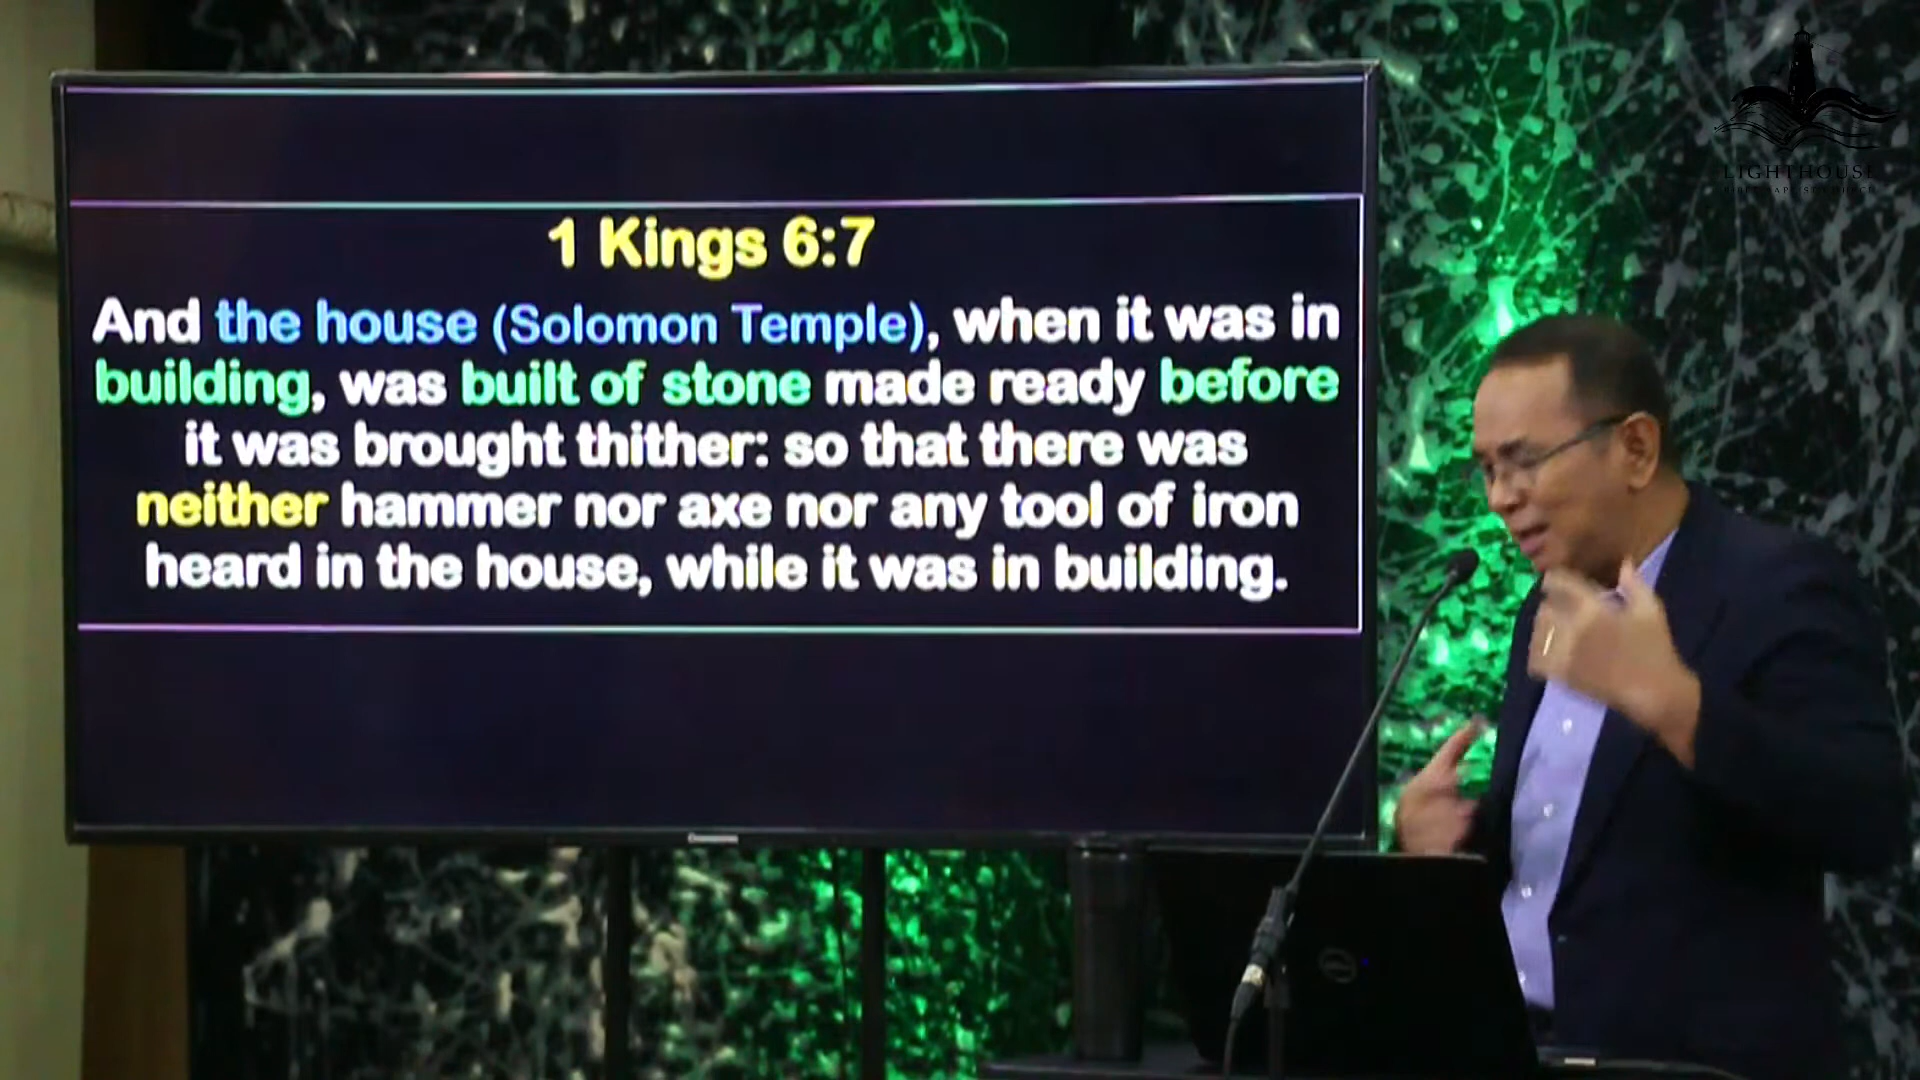 1 Kings 6:7
And the house (Solomon Temple), when it was in
building, was built of stone made ready before
it was brought thither: so that there was
neither hammer nor axe nor any tool of iron
heard in the house, while it was in building.
LIGHTHOUSE